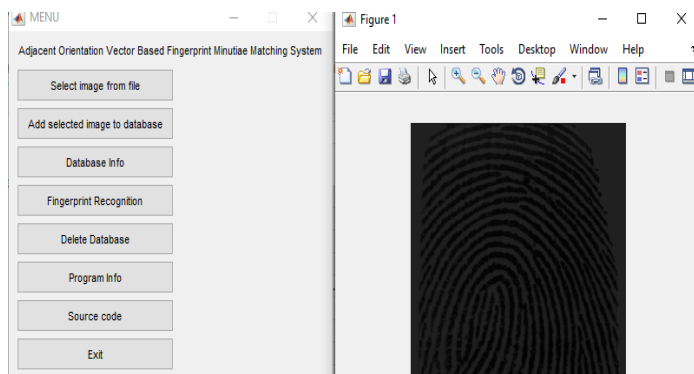 MENU
Adjacent Orientation Vector Based Fingerprint Minutiae Matching System
Select image from file
Add selected image to database
Database Info
Fingerprint Recognition
Delete Database
Program Info
Source code
Exit
Figure 1
File Edit View Insert Tools Desktop Window Help